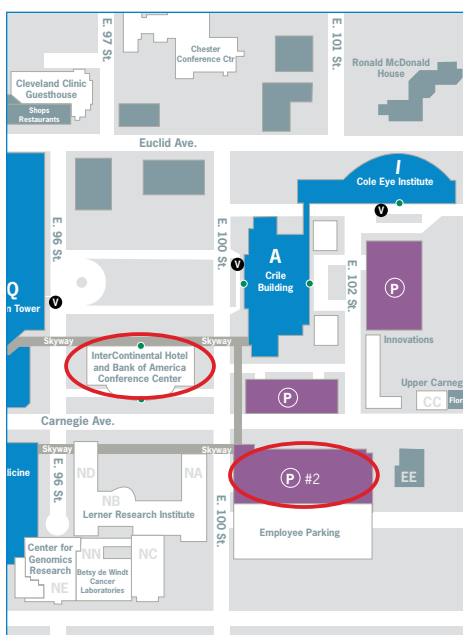 E. 97 St.
E. 101 St.
Chester
Conference Ctr
Ronald McDonald
House
Cleveland Clinic
Guesthouse
Shops
Restaurants
Euclid Ave.
I
Cole Eye Institute
V
E. 96 St.
E. 100 St.
V
A
Crile
Building
E. 102 St.
P
Q
n Tower
V
Skyway
Skyway
InterContinental Hotel
and Bank of America
Conference Center
Innovations
Upper Carneg
CC
Flor
P
Carnegie Ave.
Skyway
Skyway
licine
E. 96 St.
ND
NA
NB
Lerner Research Institute
E. 100 St.
P #2
EE
Employee Parking
Center for
Genomics
Research
NE
NN
NC
Betsy de Windt
Cancer
Laboratories